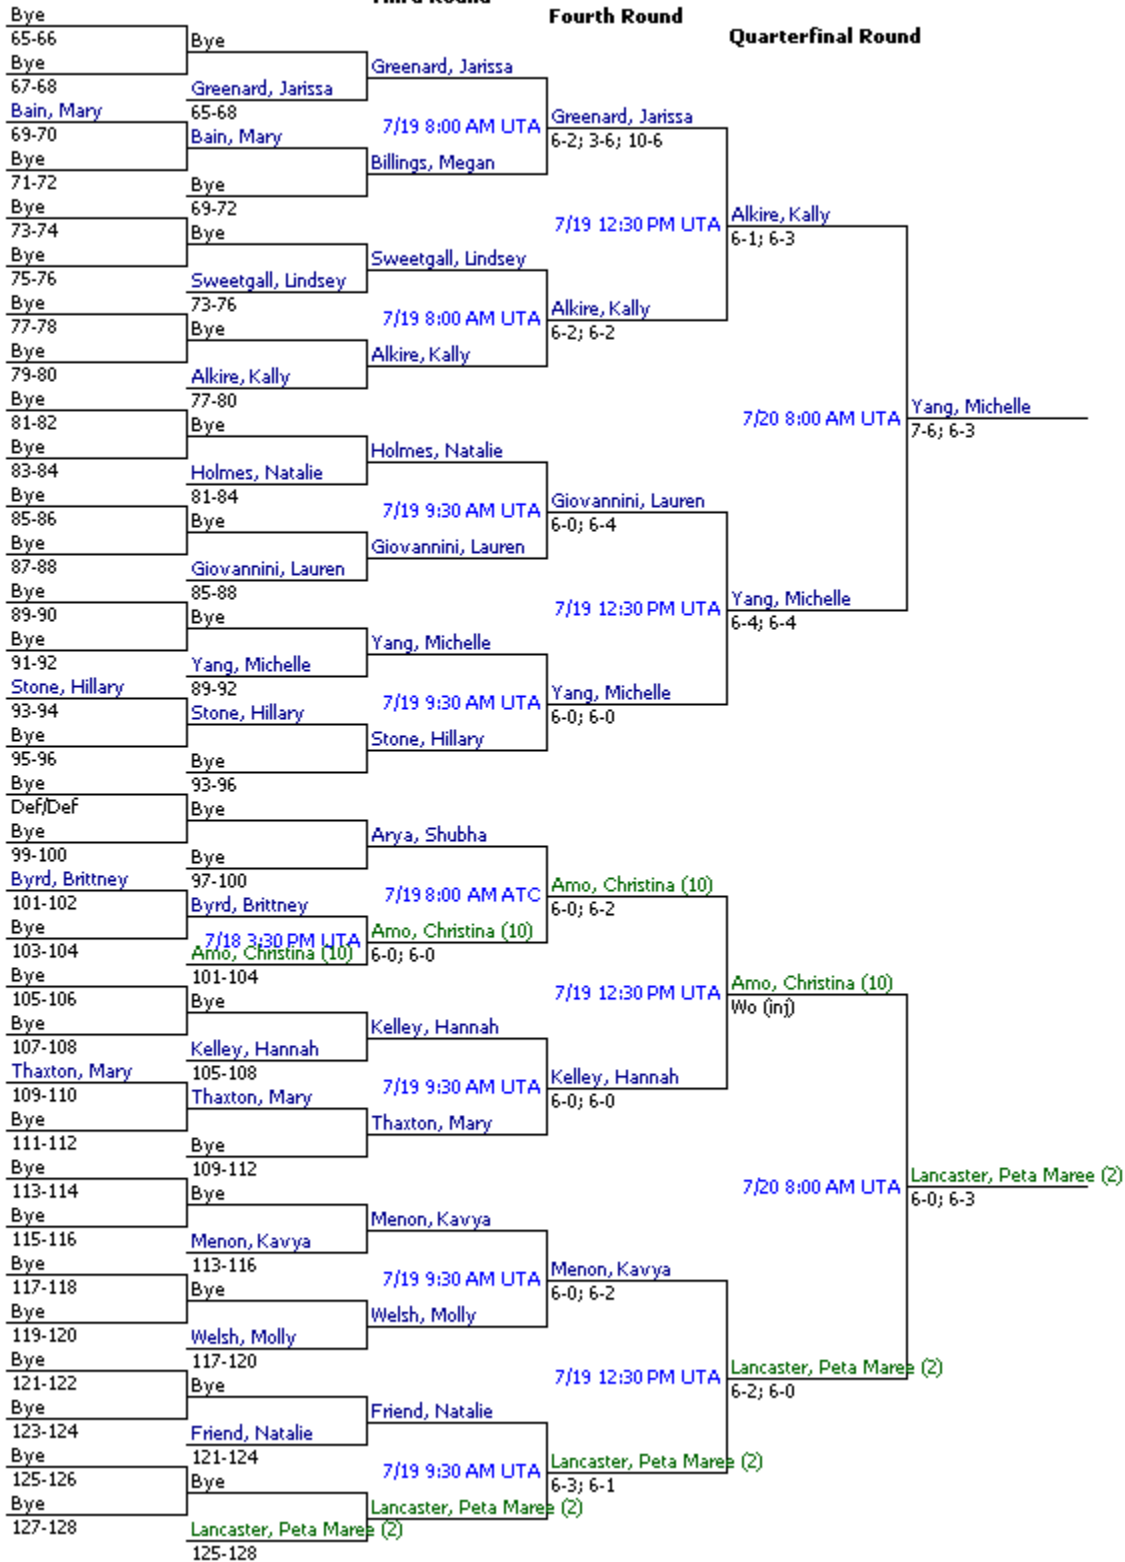 Third Round
Bye
Fourth Round
65-66
Bye
Quarterfinal Round
Bye
Greenard, Jarissa
67-68
Greenard, Jarissa
Bain, Mary
65-68
Greenard, Jarissa
69-70
Bain, Mary
7/19 8:00 AM UTA
6-2; 3-6; 10-6
Bye
Billings, Megan
71-72
Bye
Bye
69-72
Alkire, Kally
73-74
Bye
7/19 12:30 PM UTA
6-1; 6-3
Bye
Sweetgall, Lindsey
75-76
Sweetgall, Lindsey
Bye
73-76
Alkire, Kally
77-78
Bye
7/19 8:00 AM UTA
6-2; 6-2
Bye
Alkire, Kally
79-80
Alkire, Kally
Bye
77-80
Yang, Michelle
81-82
Bye
7/20 8:00 AM UTA
7-6; 6-3
Bye
Holmes, Natalie
83-84
Holmes, Natalie
Bye
81-84
Giovannini, Lauren
85-86
Bye
7/19 9:30 AM UTA
6-0; 6-4
Bye
Giovannini, Lauren
87-88
Giovannini, Lauren
Bye
85-88
Yang, Michelle
89-90
Bye
7/19 12:30 PM UTA
6-4; 6-4
Bye
Yang, Michelle
91-92
Yang, Michelle
Stone, Hillary
89-92
Yang, Michelle
93-94
Stone, Hillary
7/19 9:30 AM UTA
6-0; 6-0
Bye
Stone, Hillary
95-96
Bye
Bye
93-96
Def/Def
Bye
Bye
Arya, Shubha
99-100
Bye
Byrd, Brittney
97-100
Amo, Christina (10)
101-102
Byrd, Brittney
7/19 8:00 AM ATC
6-0; 6-2
Bye
7/18 3:30 PM UTA
Amo, Christina (10)
103-104
Amo, Christina (10)
6-0; 6-0
Bye
101-104
Amo, Christina (10)
105-106
Bye
7/19 12:30 PM UTA
Wo (inj)
Bye
Kelley, Hannah
107-108
Kelley, Hannah
Thaxton, Mary
105-108
Kelley, Hannah
109-110
Thaxton, Mary
7/19 9:30 AM UTA
6-0; 6-0
Bye
Thaxton, Mary
111-112
Bye
Bye
109-112
Lancaster, Peta Maree (2)
113-114
Bye
7/20 8:00 AM UTA
6-0; 6-3
Bye
Menon, Kavya
115-116
Menon, Kavya
Bye
113-116
Menon, Kavya
117-118
Bye
7/19 9:30 AM UTA
6-0; 6-2
Bye
Welsh, Molly
119-120
Welsh, Molly
Bye
117-120
Lancaster, Peta Maree (2)
121-122
Bye
7/19 12:30 PM UTA
6-2; 6-0
Bye
Friend, Natalie
123-124
Friend, Natalie
Bye
121-124
Lancaster, Peta Maree (2)
125-126
Bye
7/19 9:30 AM UTA
6-3; 6-1
Bye
Lancaster, Peta Maree (2)
127-128
Lancaster, Peta Maree (2)
125-128